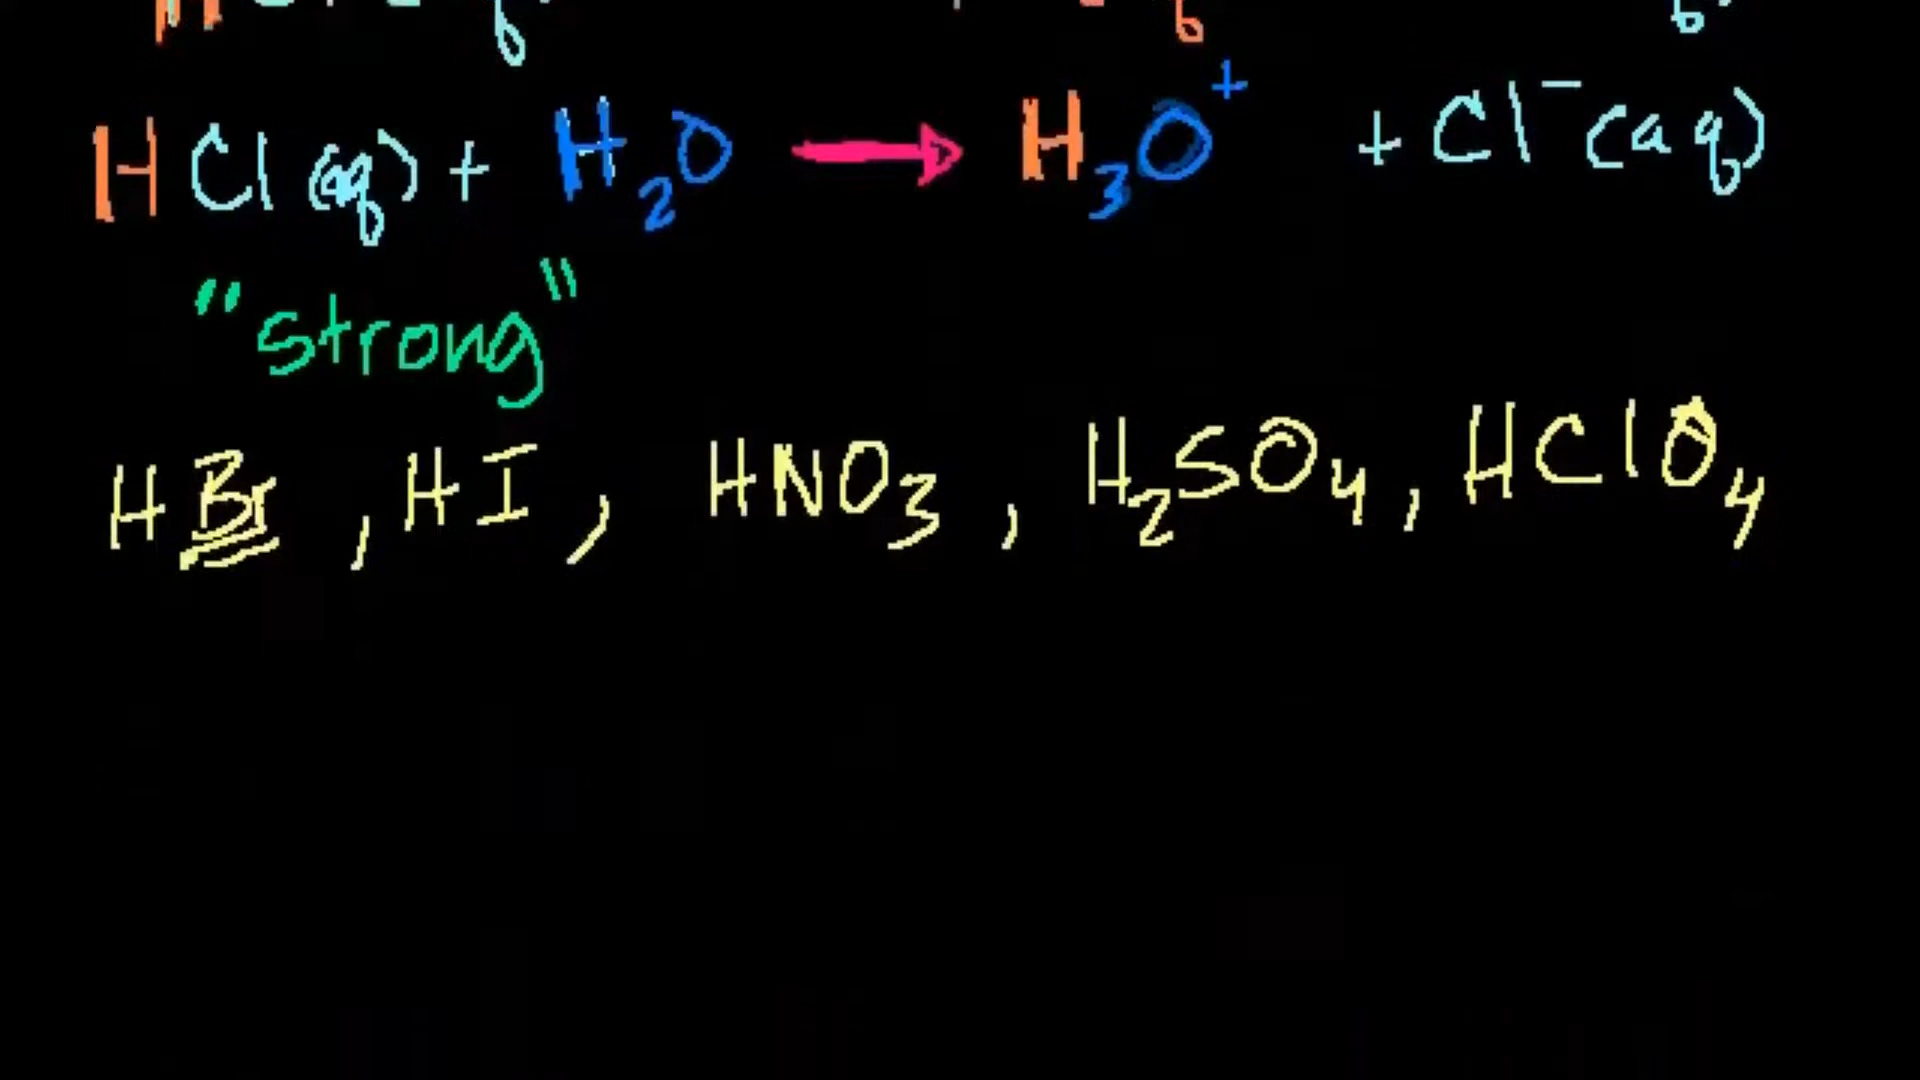 HCl (aq) + H₂O → H₃O⁺ + Cl⁻ (aq)
"strong"
HBr, HI, HNO₃, H₂SO₄, HClO₄